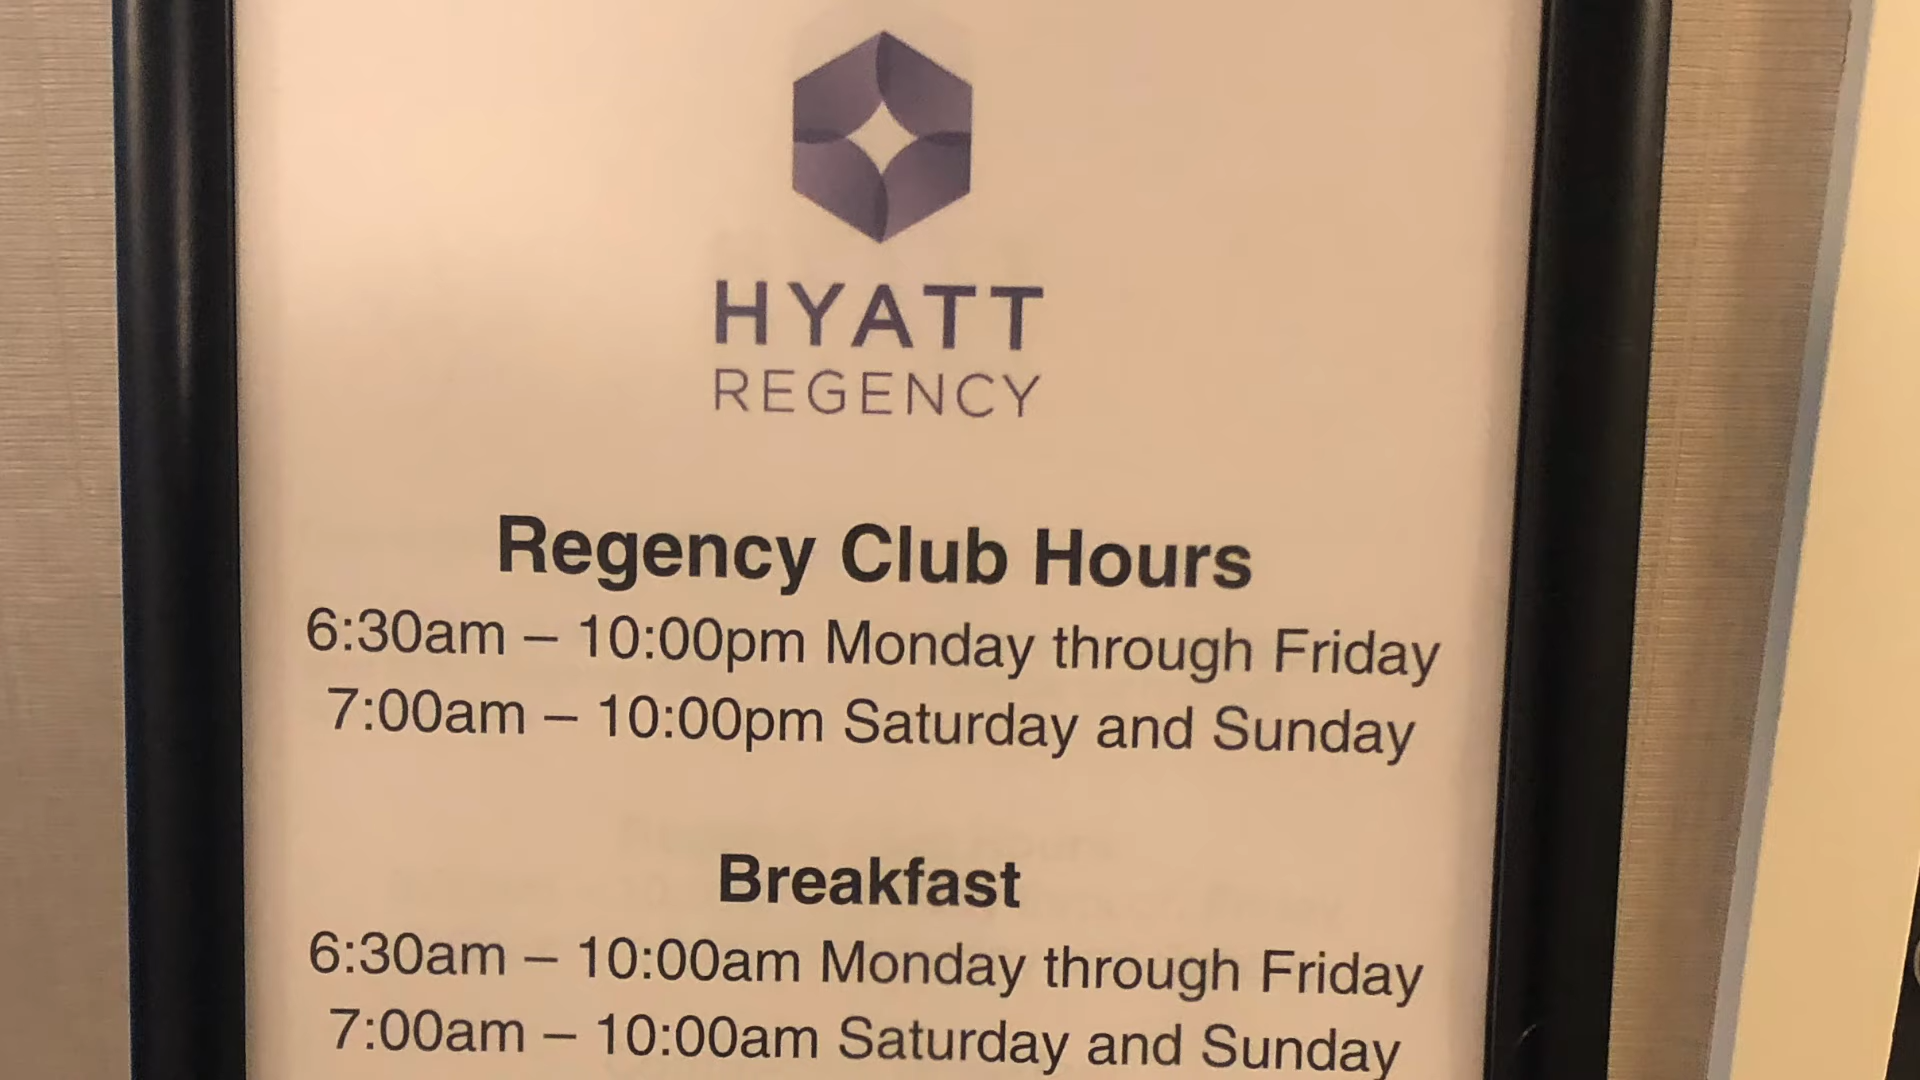 HYATT
REGENCY
Regency Club Hours
6:30am – 10:00pm Monday through Friday
7:00am – 10:00pm Saturday and Sunday
Breakfast
6:30am – 10:00am Monday through Friday
7:00am – 10:00am Saturday and Sunday